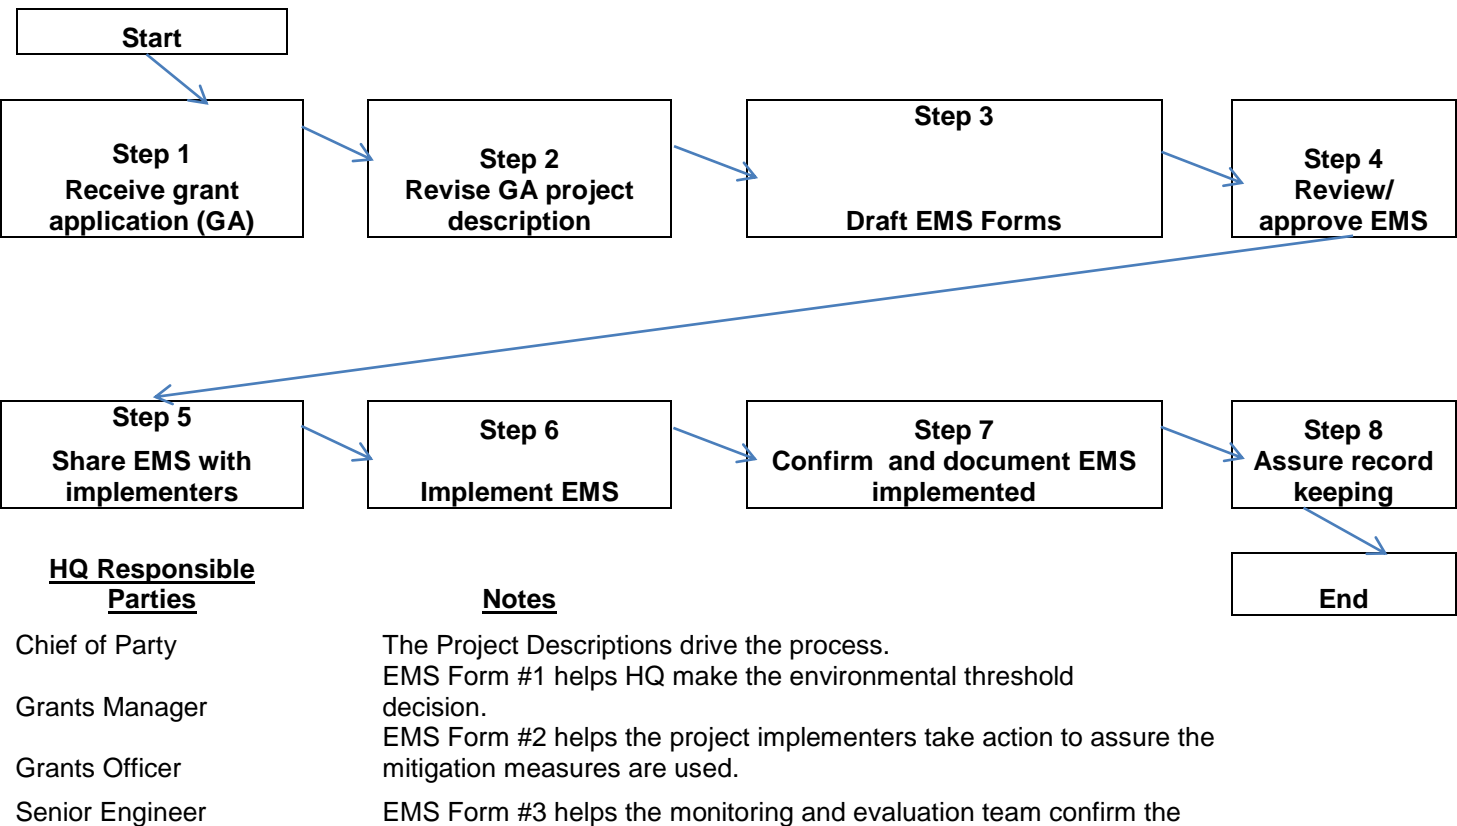 Start
Step 1
Receive grant
application (GA)
Step 2
Revise GA project
description
Step 3
Draft EMS Forms
Step 4
Review/
approve EMS
Step 5
Share EMS with
implementers
Step 6
Implement EMS
Step 7
Confirm and document EMS
implemented
Step 8
Assure record
keeping
End
HQ Responsible
Parties
Notes
Chief of Party
The Project Descriptions drive the process.
Grants Manager
EMS Form #1 helps HQ make the environmental threshold
decision.
Grants Officer
EMS Form #2 helps the project implementers take action to assure the
mitigation measures are used.
Senior Engineer
EMS Form #3 helps the monitoring and evaluation team confirm the